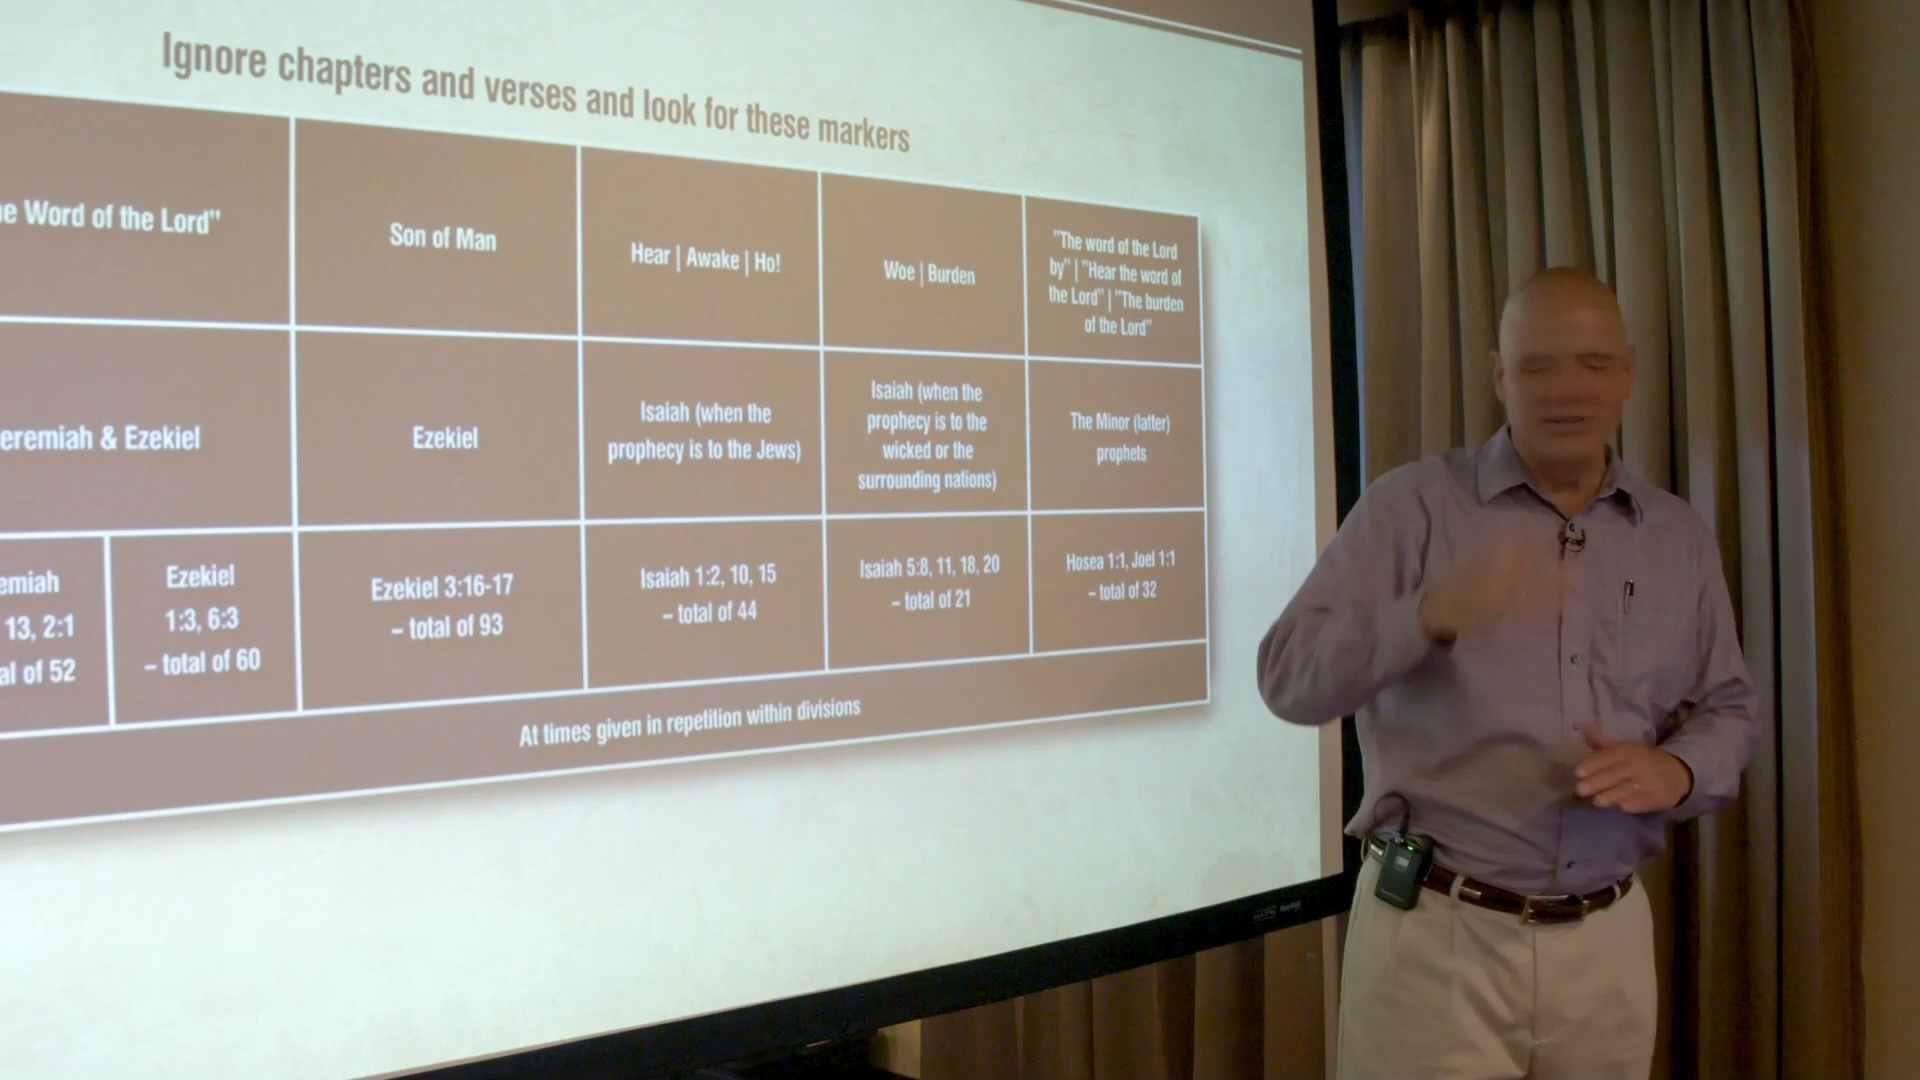 Ignore chapters and verses and look for these markers
e Word of the Lord"
Son of Man
Hear | Awake | Ho!
Woe | Burden
"The word of the Lord
by" | "Hear the word of
the Lord" | "The burden
of the Lord"
eremiah & Ezekiel
Ezekiel
Isaiah (when the
prophecy is to the Jews)
Isaiah (when the
prophecy is to the
wicked or the
surrounding nations)
The Minor (latter)
prophets
emiah
13, 2:1
al of 52
Ezekiel
1:3, 6:3
– total of 60
Ezekiel 3:16-17
– total of 93
Isaiah 1:2, 10, 15
– total of 44
Isaiah 5:8, 11, 18, 20
– total of 21
Hosea 1:1, Joel 1:1
– total of 32
At times given in repetition within divisions